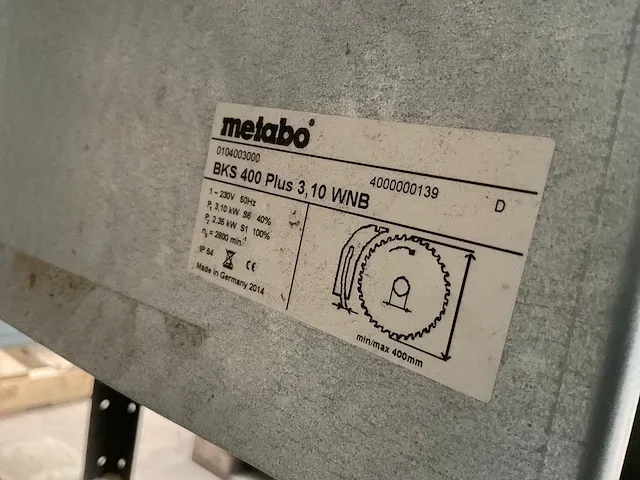 metabo
0104003000
4000000139
BKS 400 Plus 3,10 WNB
D
1~230V 50Hz
P₁ 3,10 kW S6 40%
P₁ 2,35 kW S1 100%
n₀ = 2800 min⁻¹
IP 54
CE
Made in Germany 2014
min/max 400mm